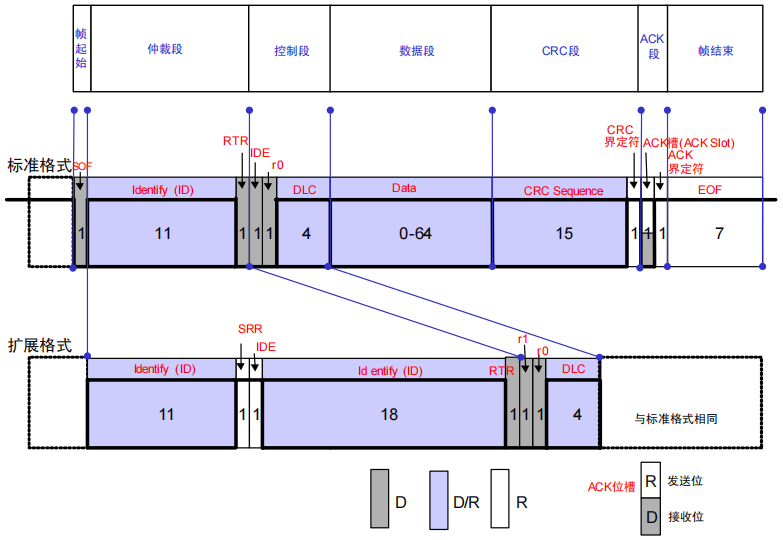 帧起始
仲裁段
控制段
数据段
CRC段
ACK段
帧结束
标准格式
SOF
RTR
IDE
r0
CRC
界定符
ACK槽(ACK Slot)
ACK
界定符
Identify (ID)
DLC
Data
CRC Sequence
EOF
1
11
1
1
1
4
0-64
15
1
1
1
7
扩展格式
SRR
IDE
r1
r0
Identify (ID)
Id entify (ID)
RTR
DLC
11
1
1
18
1
1
1
4
与标准格式相同
D
D/R
R
ACK位槽
R
发送位
D
接收位